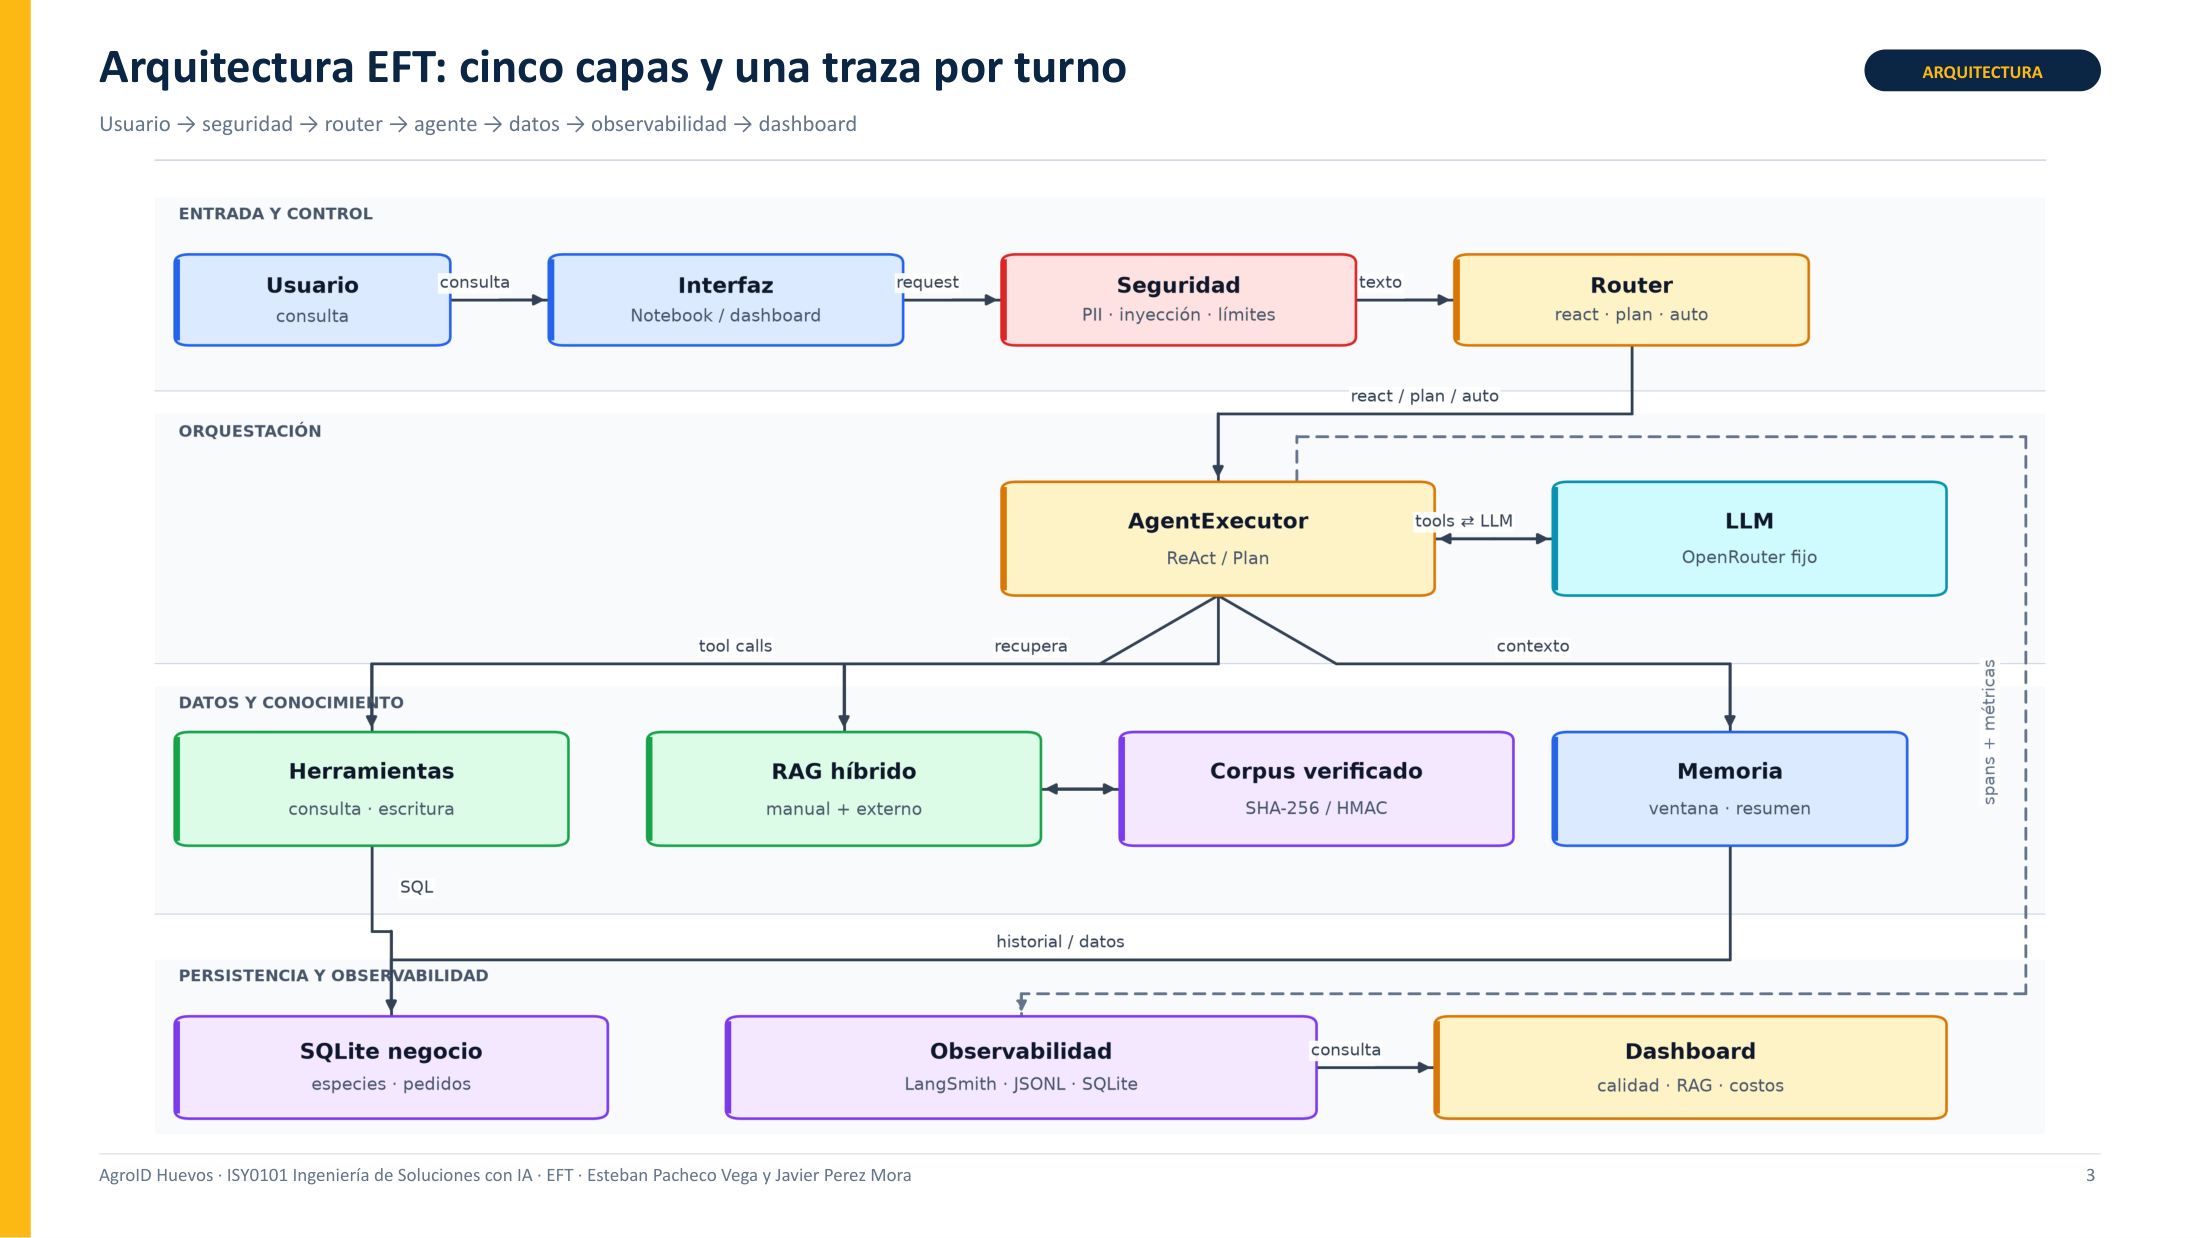 Arquitectura EFT: cinco capas y una traza por turno
ARQUITECTURA
Usuario → seguridad → router → agente → datos → observabilidad → dashboard
ENTRADA Y CONTROL
Usuario
consulta
consulta
Interfaz
Notebook / dashboard
request
Seguridad
PII · inyección · límites
texto
Router
react · plan · auto
react / plan / auto
ORQUESTACIÓN
AgentExecutor
ReAct / Plan
tools ⇄ LLM
LLM
OpenRouter fijo
tool calls
recupera
contexto
spans + métricas
DATOS Y CONOCIMIENTO
Herramientas
consulta · escritura
RAG híbrido
manual + externo
Corpus verificado
SHA-256 / HMAC
Memoria
ventana · resumen
SQL
historial / datos
PERSISTENCIA Y OBSERVABILIDAD
SQLite negocio
especies · pedidos
Observabilidad
LangSmith · JSONL · SQLite
consulta
Dashboard
calidad · RAG · costos
AgroID Huevos · ISY0101 Ingeniería de Soluciones con IA · EFT · Esteban Pacheco Vega y Javier Perez Mora
3